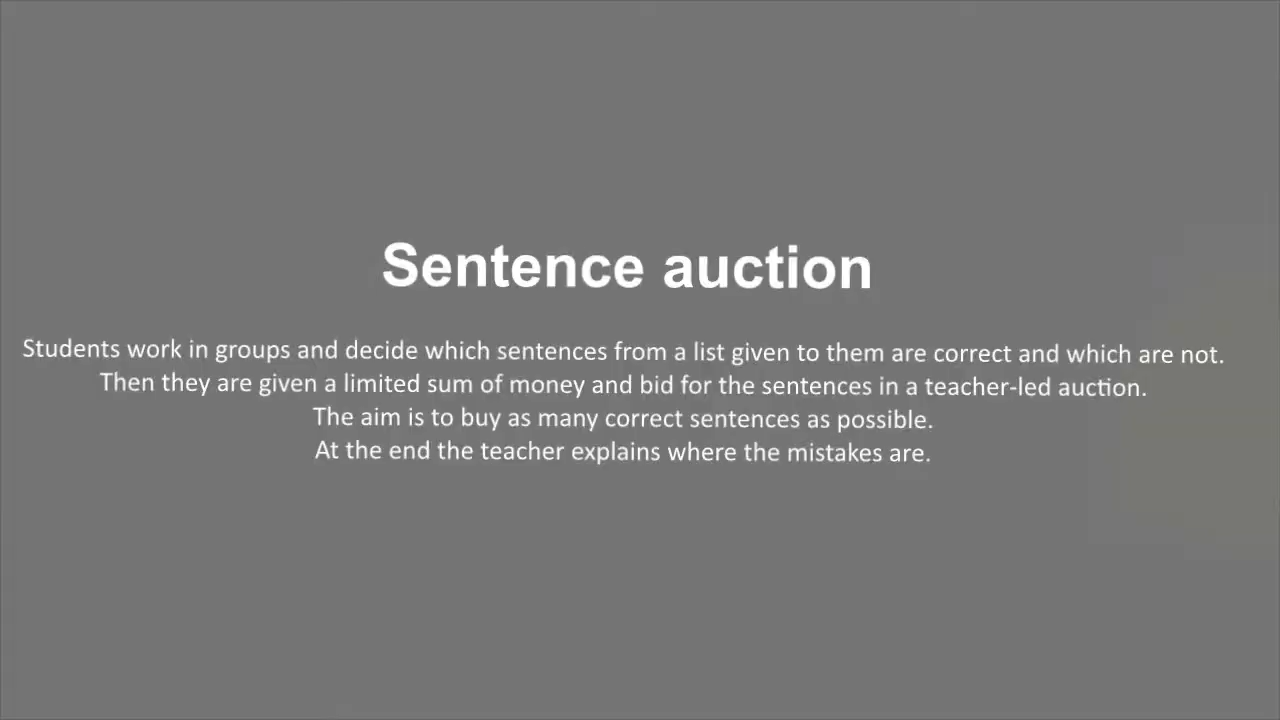 Sentence auction
Students work in groups and decide which sentences from a list given to them are correct and which are not.
Then they are given a limited sum of money and bid for the sentences in a teacher-led auction.
The aim is to buy as many correct sentences as possible.
At the end the teacher explains where the mistakes are.